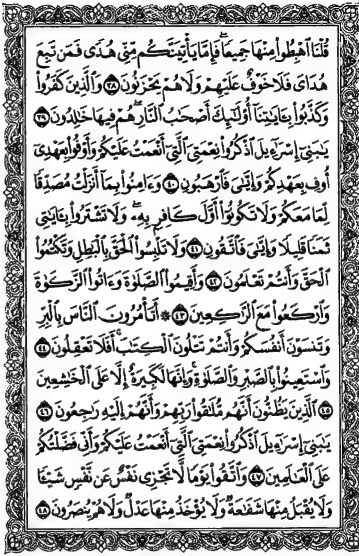 قُلْنَا ٱهْبِطُوا۟ مِنْهَا جَمِيعًا ۖ فَإِمَّا يَأْتِيَنَّكُم مِّنِّى هُدًى فَمَن تَبِعَ
هُدَاىَ فَلَا خَوْفٌ عَلَيْهِمْ وَلَا هُمْ يَحْزَنُونَ ٣٨ وَٱلَّذِينَ كَفَرُوا۟
وَكَذَّبُوا۟ بِـَٔايَـٰتِنَآ أُو۟لَـٰٓئِكَ أَصْحَـٰبُ ٱلنَّارِ ۖ هُمْ فِيهَا خَـٰلِدُونَ ٣٩
يَـٰبَنِىٓ إِسْرَٰٓءِيلَ ٱذْكُرُوا۟ نِعْمَتِىَ ٱلَّتِىٓ أَنْعَمْتُ عَلَيْكُمْ وَأَوْفُوا۟ بِعَهْدِىٓ
أُوفِ بِعَهْدِكُمْ وَإِيَّـٰىَ فَٱرْهَبُونِ ٤٠ وَءَامِنُوا۟ بِمَآ أَنزَلْتُ مُصَدِّقًا
لِّمَا مَعَكُمْ وَلَا تَكُونُوٓا۟ أَوَّلَ كَافِرٍۭ بِهِۦ ۖ وَلَا تَشْتَرُوا۟ بِـَٔايَـٰتِى
ثَمَنًا قَلِيلًا وَإِيَّـٰىَ فَٱتَّقُونِ ٤١ وَلَا تَلْبِسُوا۟ ٱلْحَقَّ بِٱلْبَـٰطِلِ وَتَكْتُمُوا۟
ٱلْحَقَّ وَأَنتُمْ تَعْلَمُونَ ٤٢ وَأَقِيمُوا۟ ٱلصَّلَوٰةَ وَءَاتُوا۟ ٱلزَّكَوٰةَ
وَٱرْكَعُوا۟ مَعَ ٱلرَّٰكِعِينَ ٤٣ ۞ أَتَأْمُرُونَ ٱلنَّاسَ بِٱلْبِرِّ
وَتَنسَوْنَ أَنفُسَكُمْ وَأَنتُمْ تَتْلُونَ ٱلْكِتَـٰبَ ۚ أَفَلَا تَعْقِلُونَ ٤٤
وَٱسْتَعِينُوا۟ بِٱلصَّبْرِ وَٱلصَّلَوٰةِ ۚ وَإِنَّهَا لَكَبِيرَةٌ إِلَّا عَلَى ٱلْخَـٰشِعِينَ
٤٥ ٱلَّذِينَ يَظُنُّونَ أَنَّهُم مُّلَـٰقُوا۟ رَبِّهِمْ وَأَنَّهُمْ إِلَيْهِ رَٰجِعُونَ ٤٦
يَـٰبَنِىٓ إِسْرَٰٓءِيلَ ٱذْكُرُوا۟ نِعْمَتِىَ ٱلَّتِىٓ أَنْعَمْتُ عَلَيْكُمْ وَأَنِّى فَضَّلْتُكُمْ
عَلَى ٱلْعَـٰلَمِينَ ٤٧ وَٱتَّقُوا۟ يَوْمًا لَّا تَجْزِى نَفْسٌ عَن نَّفْسٍ شَيْـًٔا
وَلَا يُقْبَلُ مِنْهَا شَفَـٰعَةٌ وَلَا يُؤْخَذُ مِنْهَا عَدْلٌ وَلَا هُمْ يُنصَرُونَ ٤٨